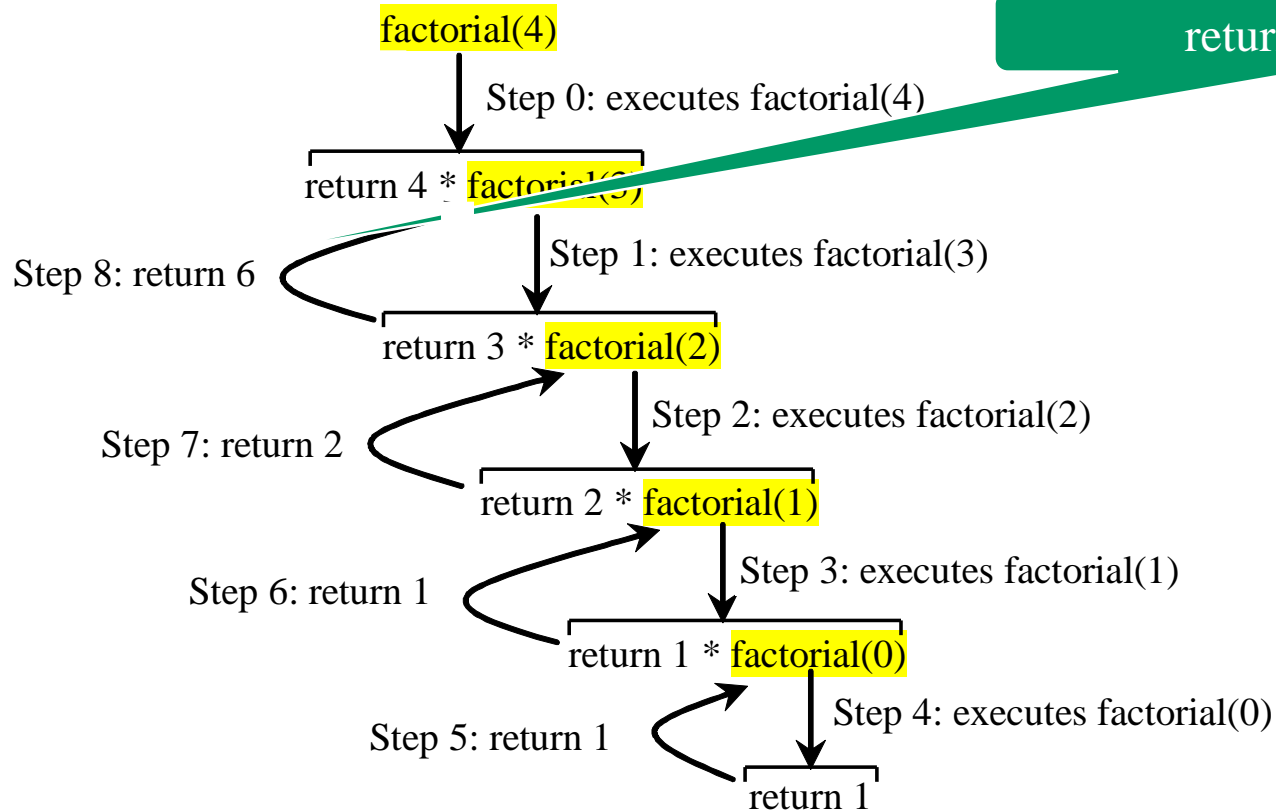 factorial(4)
retur
Step 0: executes factorial(4)
return 4 * factorial(3)
Step 1: executes factorial(3)
Step 8: return 6
return 3 * factorial(2)
Step 2: executes factorial(2)
Step 7: return 2
return 2 * factorial(1)
Step 3: executes factorial(1)
Step 6: return 1
return 1 * factorial(0)
Step 4: executes factorial(0)
Step 5: return 1
return 1